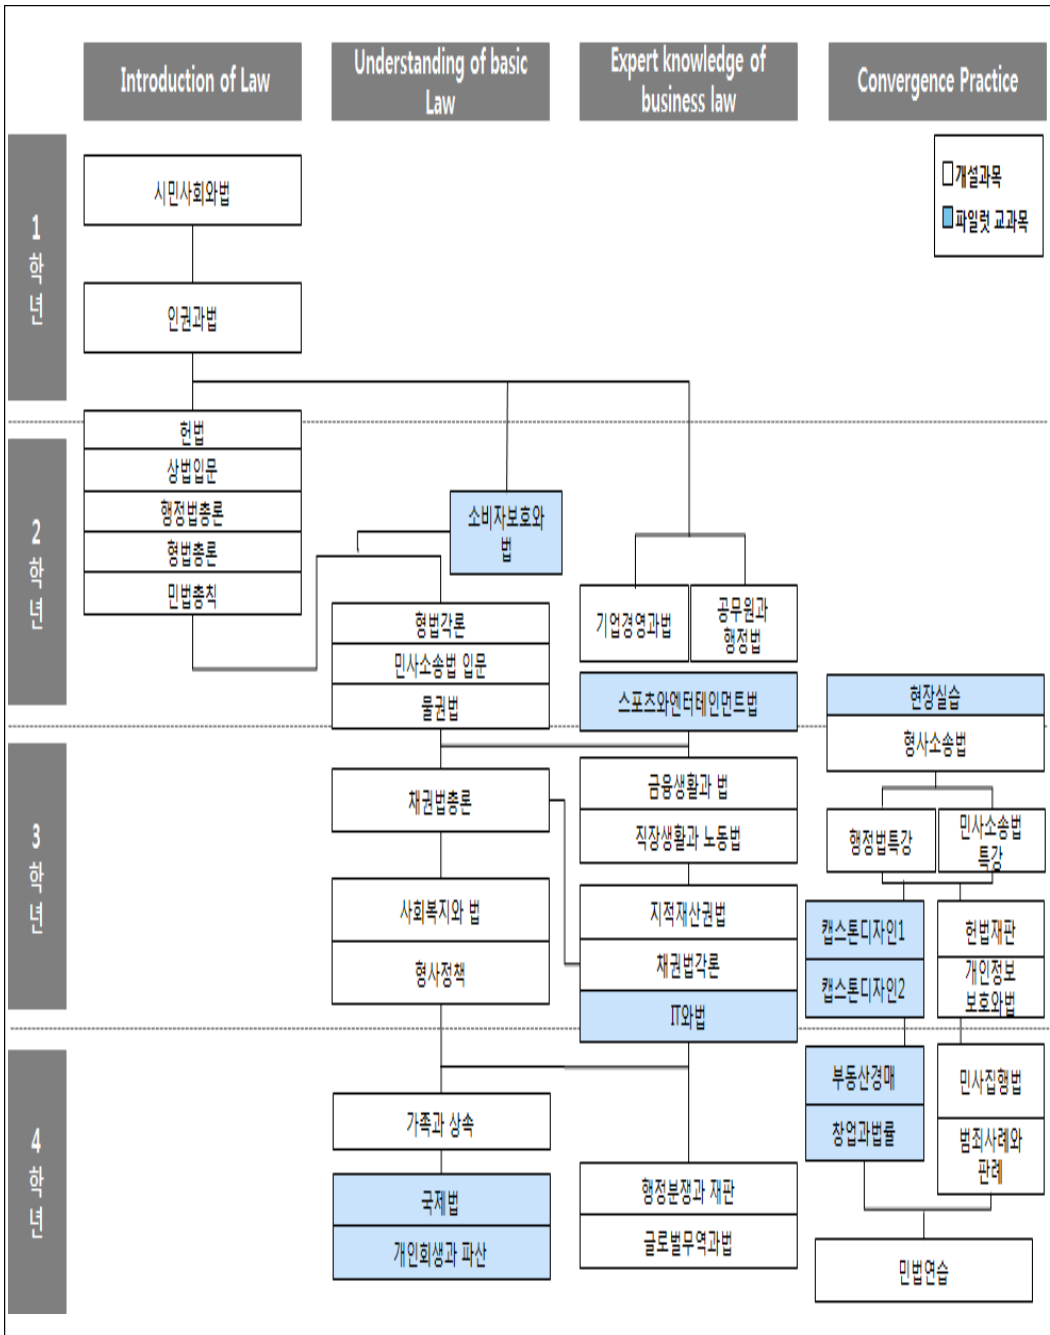 Introduction of Law
Understanding of basic
Law
Expert knowledge of
business law
Convergence Practice
개설과목
파일럿 교과목
1
학
년
시민사회와법
인권과법
2
학
년
헌법
상법입문
행정법총론
형법총론
민법총칙
소비자보호와
법
형법각론
민사소송법 입문
물권법
기업경영과법
공무원과
행정법
스포츠와엔터테인먼트법
현장실습
형사소송법
3
학
년
채권법총론
사회복지와 법
형사정책
금융생활과 법
직장생활과 노동법
지적재산권법
채권법각론
IT와법
행정법특강
민사소송법
특강
캡스톤디자인1
캡스톤디자인2
헌법재판
개인정보
보호와법
4
학
년
가족과 상속
국제법
개인회생과 파산
행정분쟁과 재판
글로벌무역과법
부동산경매
창업과법률
민사집행법
범죄사례와
판례
민법연습